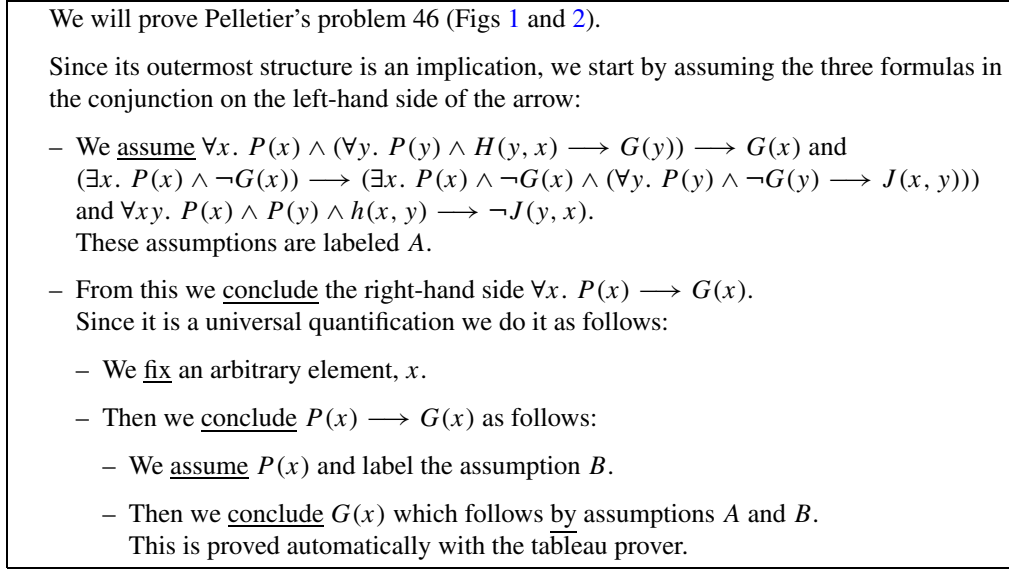 We will prove Pelletier's problem 46 (Figs 1 and 2).
Since its outermost structure is an implication, we start by assuming the three formulas in
the conjunction on the left-hand side of the arrow:
– We assume ∀x. P(x) ∧ (∀y. P(y) ∧ H(y, x) ⟶ G(y)) ⟶ G(x) and
(∃x. P(x) ∧ ¬G(x)) ⟶ (∃x. P(x) ∧ ¬G(x) ∧ (∀y. P(y) ∧ ¬G(y) ⟶ J(x, y)))
and ∀xy. P(x) ∧ P(y) ∧ h(x, y) ⟶ ¬J(y, x).
These assumptions are labeled A.
– From this we conclude the right-hand side ∀x. P(x) ⟶ G(x).
Since it is a universal quantification we do it as follows:
– We fix an arbitrary element, x.
– Then we conclude P(x) ⟶ G(x) as follows:
– We assume P(x) and label the assumption B.
– Then we conclude G(x) which follows by assumptions A and B.
This is proved automatically with the tableau prover.